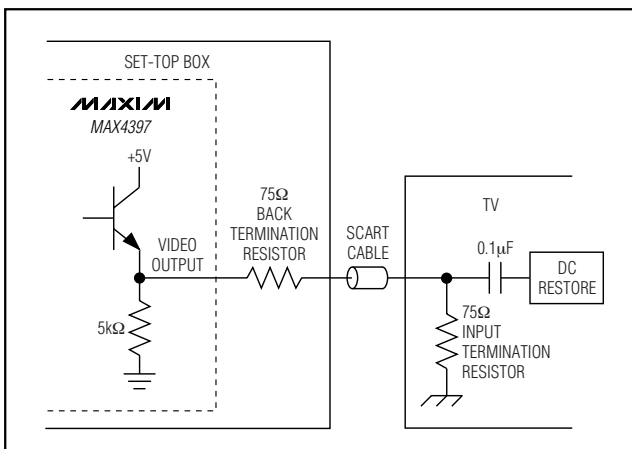 SET-TOP BOX
MAXIM
MAX4397
+5V
VIDEO
OUTPUT
5kΩ
75Ω
BACK
TERMINATION
RESISTOR
SCART
CABLE
TV
0.1μF
DC
RESTORE
75Ω
INPUT
TERMINATION
RESISTOR